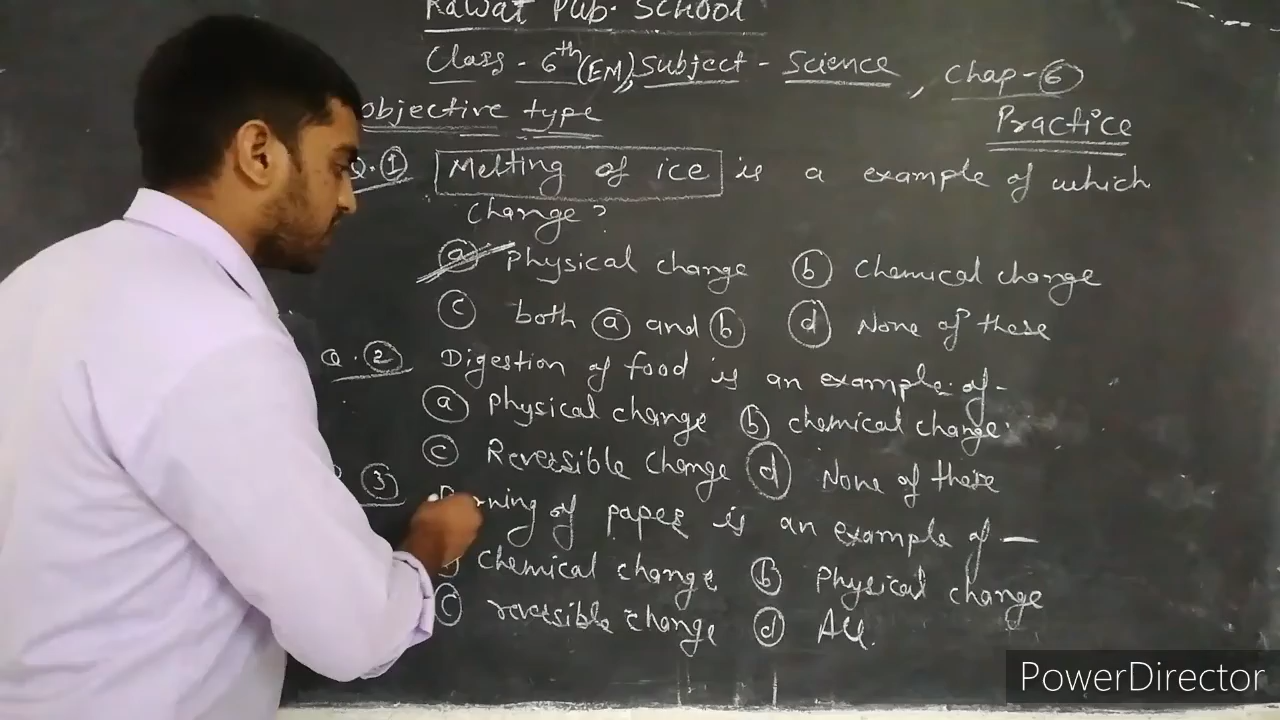 Rawat Pub. School
Class - 6th (EM), Subject - Science, Chap - 6
objective type
Practice
Q. 1 Melting of ice is a example of which
change?
a Physical change b Chemical change
c both a and b d None of these
Q. 2 Digestion of food is an example of -
a Physical change b chemical change
c Reversible change d None of these
3 Burning of paper is an example of —
Chemical change b Physical change
c reversible change d All.
PowerDirector